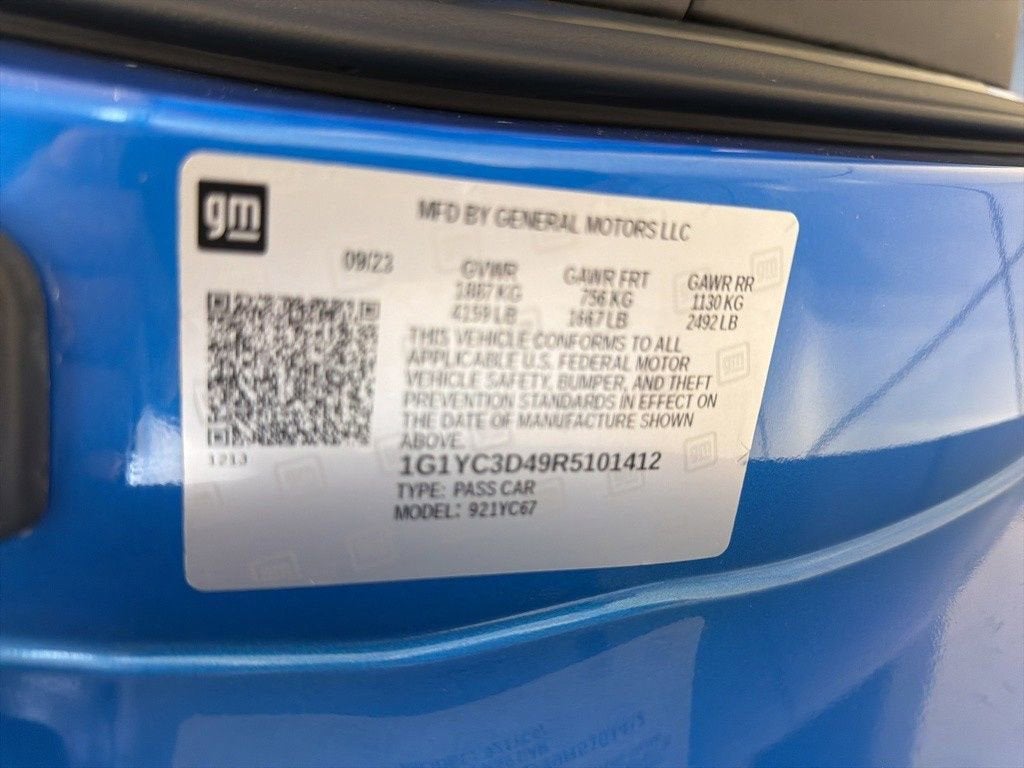 gm
MFD BY GENERAL MOTORS LLC
09/23
GVWR GAWR FRT GAWR RR
1887 KG 756 KG 1130 KG
4159 LB 1667 LB 2492 LB
THIS VEHICLE CONFORMS TO ALL
APPLICABLE U.S. FEDERAL MOTOR
VEHICLE SAFETY, BUMPER, AND THEFT
PREVENTION STANDARDS IN EFFECT ON
THE DATE OF MANUFACTURE SHOWN
ABOVE.
1213
1G1YC3D49R5101412
TYPE: PASS CAR
MODEL: 921YC67